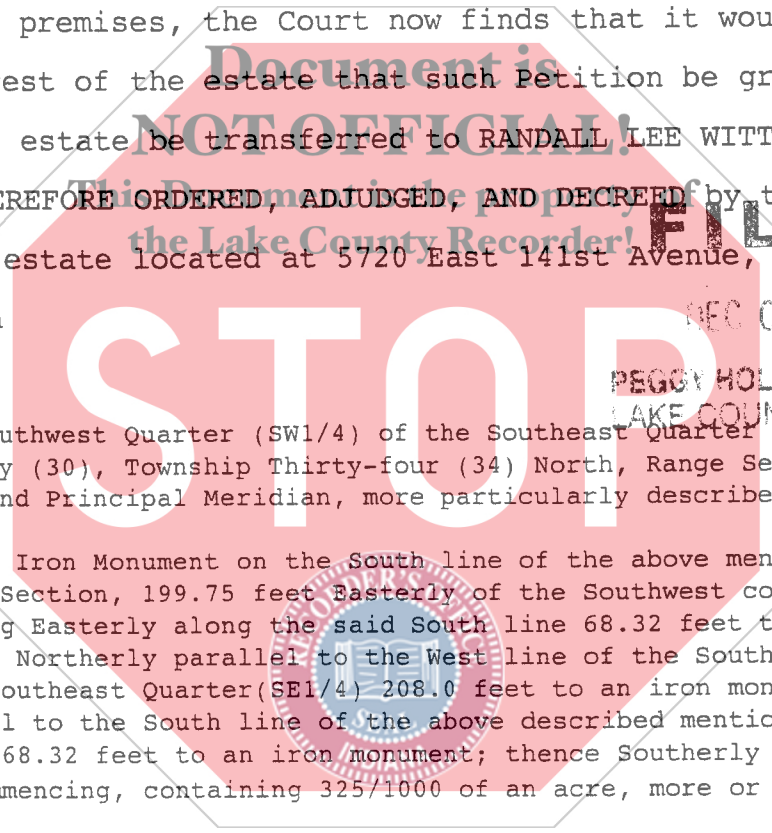 premises, the Court now finds that it wou
est of the estate that such Petition be gr
estate be transferred to RANDALL LEE WITT
EREFORE ORDERED, ADJUDGED, AND DECREED by t
estate located at 5720 East 141st Avenue,
Document is
NOT OFFICIAL!
This Document is the property of
the Lake County Recorder!
STOP
FIL
DEC
PEGGY HOL
LAKE COUN
uthwest Quarter (SW1/4) of the Southeast Quarter
y (30), Township Thirty-four (34) North, Range Se
nd Principal Meridian, more particularly describe
Iron Monument on the South line of the above men
Section, 199.75 feet Easterly of the Southwest co
g Easterly along the said South line 68.32 feet t
Northerly parallel to the West line of the South
outheast Quarter(SE1/4) 208.0 feet to an iron mon
l to the South line of the above described mentio
68.32 feet to an iron monument; thence Southerly
mencing, containing 325/1000 of an acre, more or
RECORDER'S OFFICE
SEAL
INDIANA